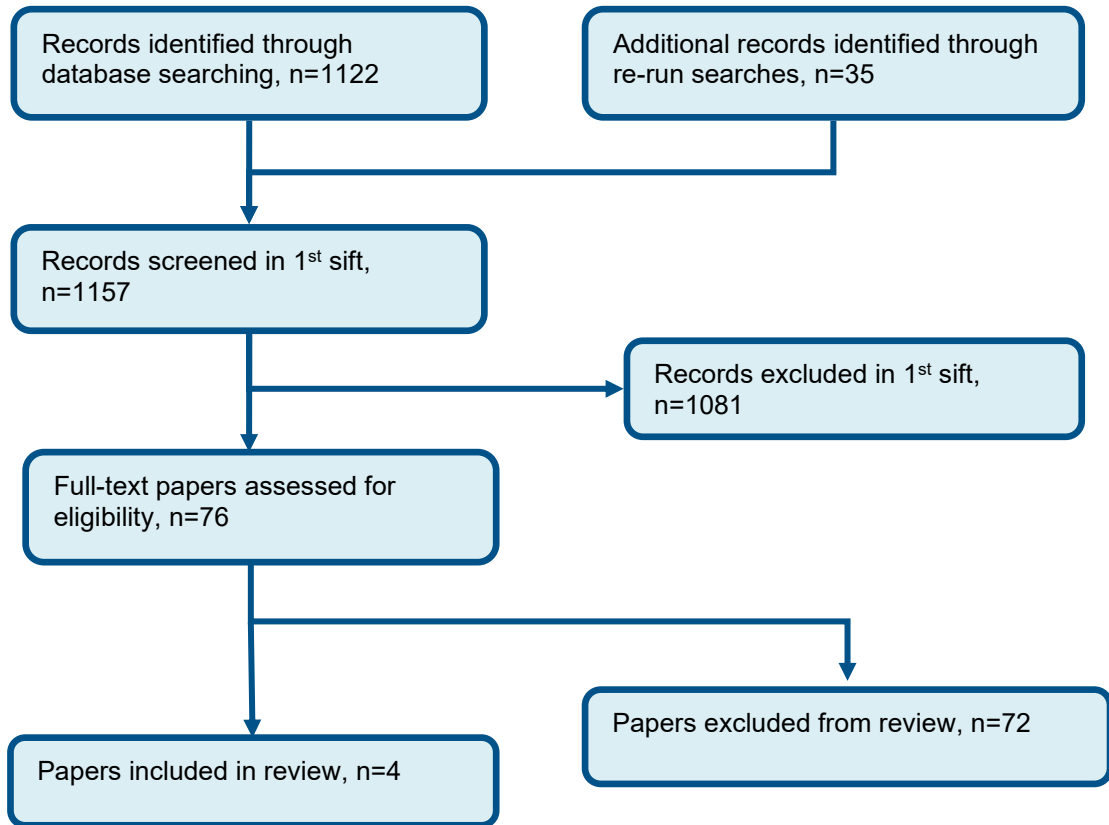 Records identified through
database searching, n=1122
Additional records identified through
re-run searches, n=35
Records screened in 1st sift,
n=1157
Records excluded in 1st sift,
n=1081
Full-text papers assessed for
eligibility, n=76
Papers excluded from review, n=72
Papers included in review, n=4